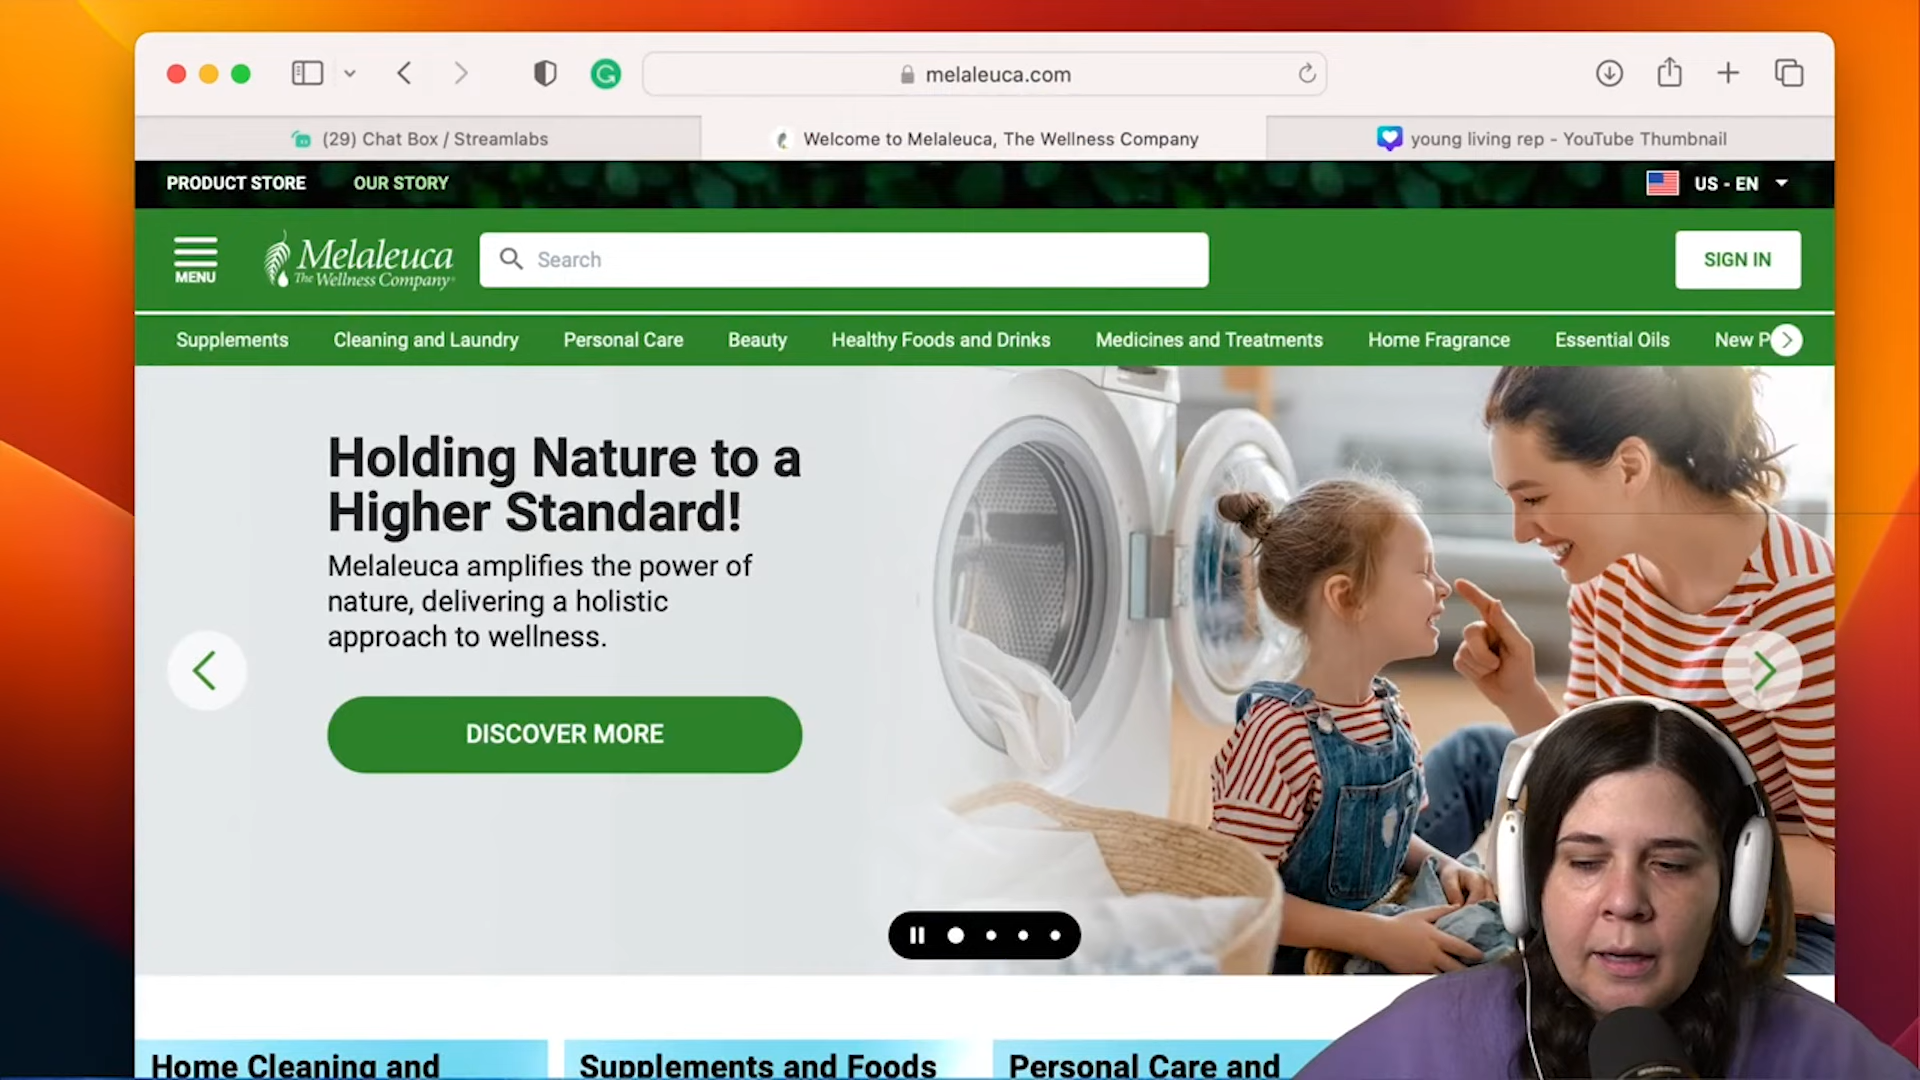 melaleuca.com
(29) Chat Box / Streamlabs
Welcome to Melaleuca, The Wellness Company
young living rep - YouTube Thumbnail
PRODUCT STORE
OUR STORY
US - EN
MENU
Melaleuca
The Wellness Company
Search
SIGN IN
Supplements
Cleaning and Laundry
Personal Care
Beauty
Healthy Foods and Drinks
Medicines and Treatments
Home Fragrance
Essential Oils
New P
Holding Nature to a
Higher Standard!
Melaleuca amplifies the power of
nature, delivering a holistic
approach to wellness.
DISCOVER MORE
Home Cleaning and
Supplements and Foods
Personal Care and